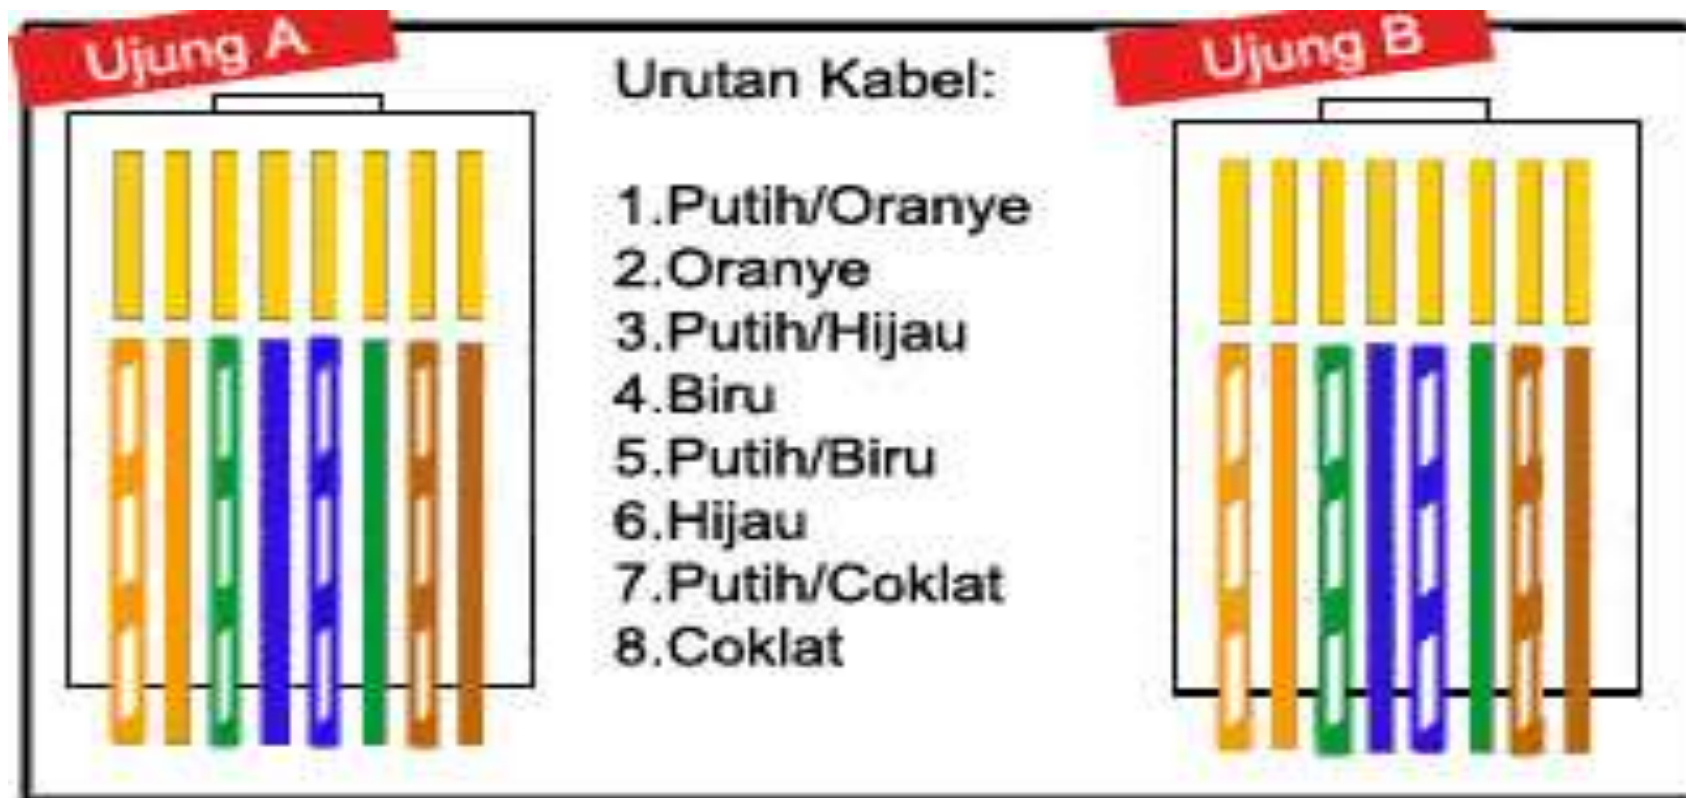 Ujung A
Urutan Kabel:
Ujung B
1.Putih/Oranye
2.Oranye
3.Putih/Hijau
4.Biru
5.Putih/Biru
6.Hijau
7.Putih/Coklat
8.Coklat